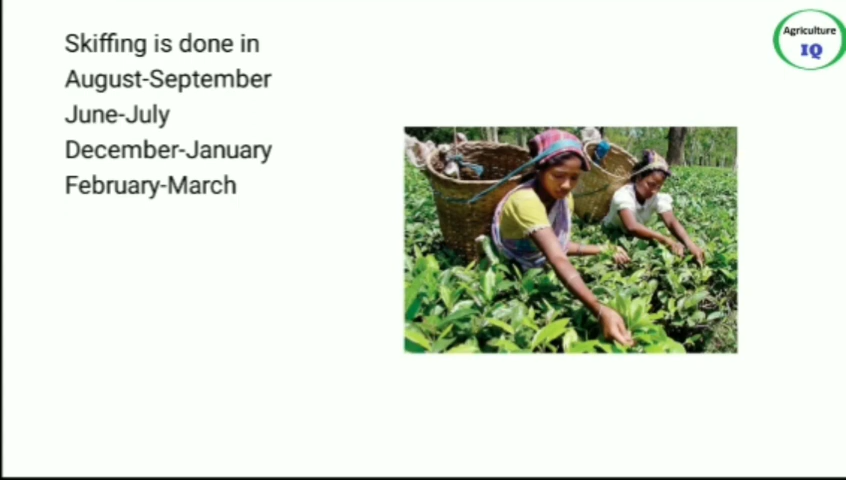 Skiffing is done in
August-September
June-July
December-January
February-March
Agriculture
IQ